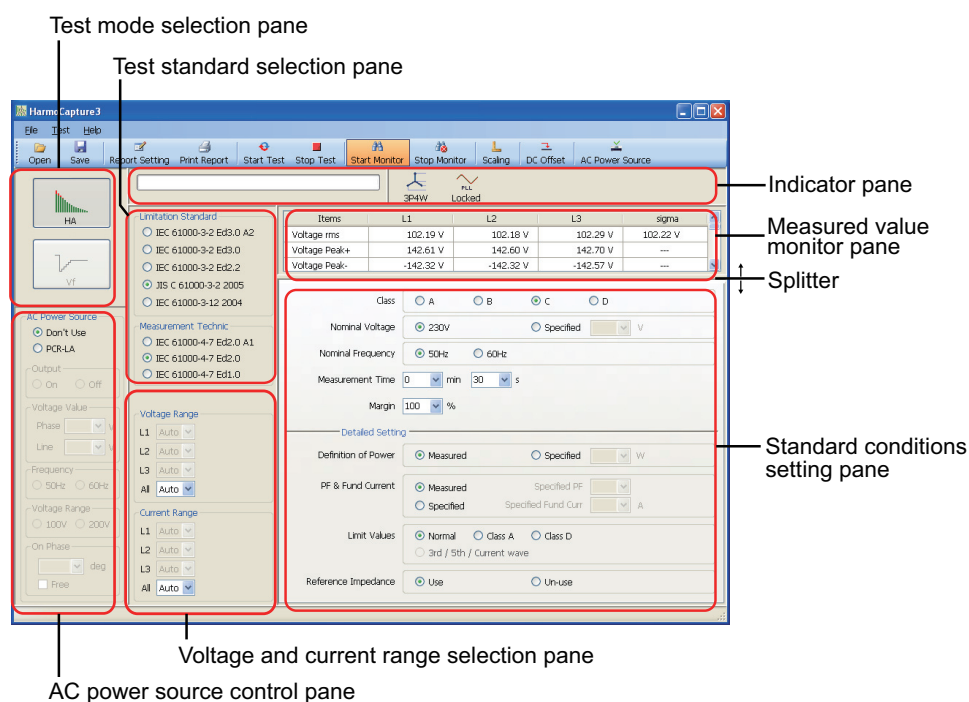 Test mode selection pane
Test standard selection pane
HarmoCapture3
File Test Help
Open Save Report Setting Print Report Start Test Stop Test Start Monitor Stop Monitor Scaling DC Offset AC Power Source
HA
Vf
3P4W
PLL
Locked
Indicator pane
Limitation Standard
IEC 61000-3-2 Ed3.0 A2
IEC 61000-3-2 Ed3.0
IEC 61000-3-2 Ed2.2
JIS C 61000-3-2 2005
IEC 61000-3-12 2004
Measurement Technic
IEC 61000-4-7 Ed2.0 A1
IEC 61000-4-7 Ed2.0
IEC 61000-4-7 Ed1.0
Items L1 L2 L3 sigma
Voltage rms 102.19 V 102.18 V 102.29 V 102.22 V
Voltage Peak+ 142.61 V 142.60 V 142.70 V ---
Voltage Peak- -142.32 V -142.32 V -142.57 V ---
Measured value
monitor pane
Splitter
AC Power Source
Don't Use
PCR-LA
Output
On Off
Voltage Value
Phase V
Line V
Frequency
50Hz 60Hz
Voltage Range
100V 200V
On Phase
deg
Free
Voltage Range
L1 Auto
L2 Auto
L3 Auto
All Auto
Current Range
L1 Auto
L2 Auto
L3 Auto
All Auto
Class A B C D
Nominal Voltage 230V Specified V
Nominal Frequency 50Hz 60Hz
Measurement Time 0 min 30 s
Margin 100 %
Detailed Setting
Definition of Power Measured Specified W
PF & Fund Current Measured Specified PF
Specified Specified Fund Curr A
Limit Values Normal Class A Class D
3rd / 5th / Current wave
Reference Impedance Use Un-use
Standard conditions
setting pane
Voltage and current range selection pane
AC power source control pane